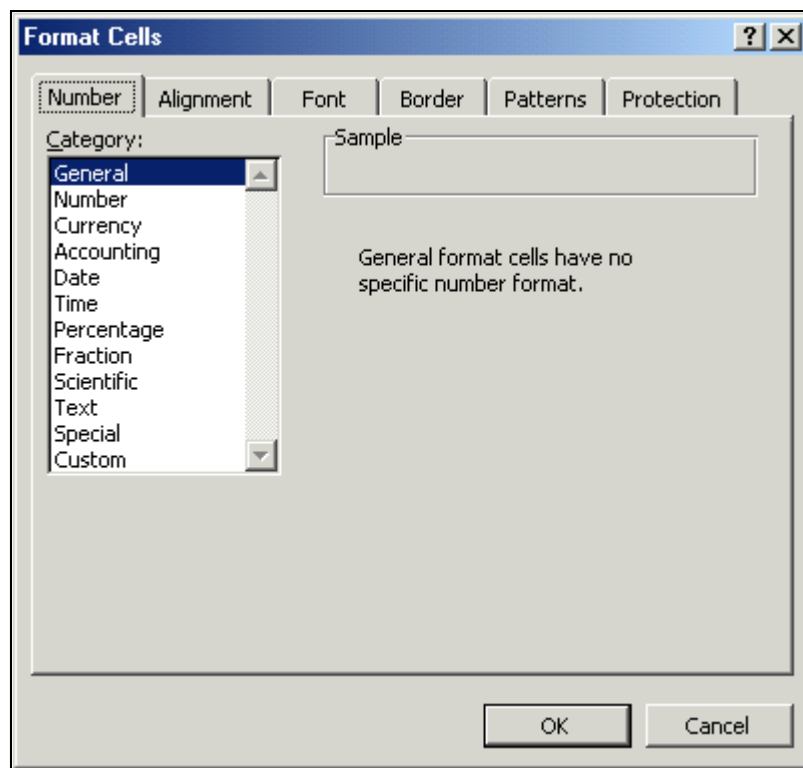 Format Cells
Number Alignment Font Border Patterns Protection
Category:
General
Number
Currency
Accounting
Date
Time
Percentage
Fraction
Scientific
Text
Special
Custom
Sample
General format cells have no
specific number format.
OK Cancel